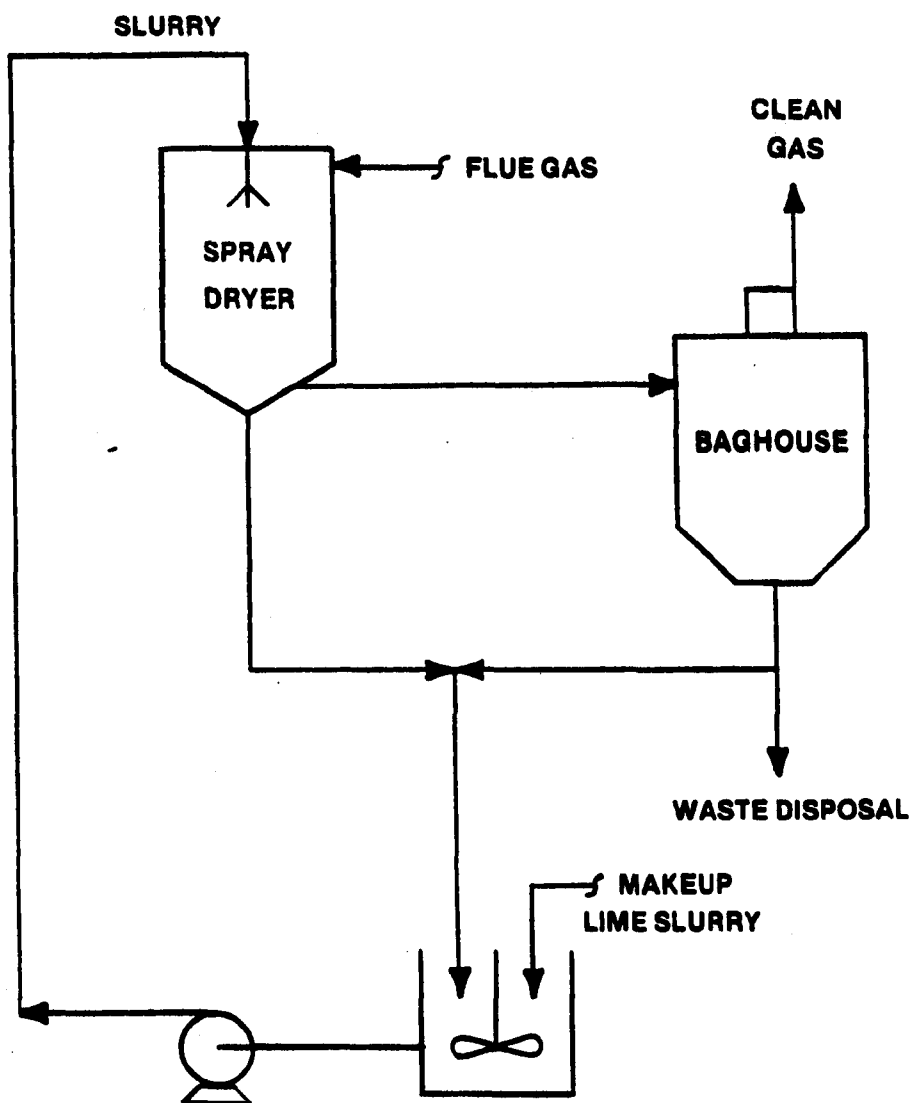 SLURRY
CLEAN
GAS
FLUE GAS
SPRAY
DRYER
BAGHOUSE
WASTE DISPOSAL
MAKEUP
LIME SLURRY